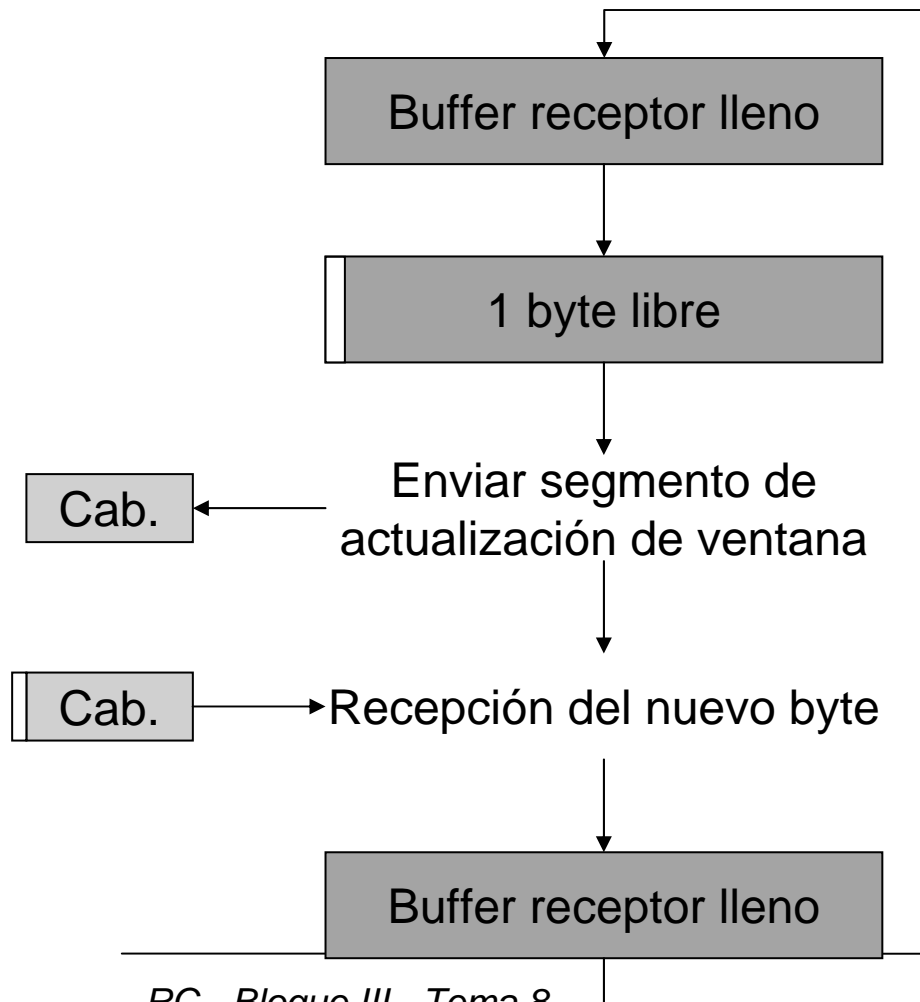 Buffer receptor lleno
1 byte libre
Enviar segmento de
actualización de ventana
Cab.
Cab.
Recepción del nuevo byte
Buffer receptor lleno
RC - Bloque III - Tema 8